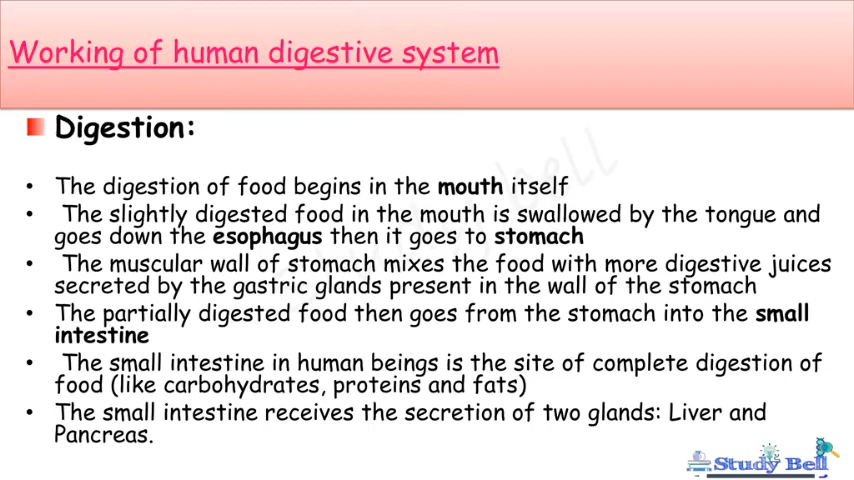 Working of human digestive system
Digestion:
• The digestion of food begins in the mouth itself
• The slightly digested food in the mouth is swallowed by the tongue and
goes down the esophagus then it goes to stomach
• The muscular wall of stomach mixes the food with more digestive juices
secreted by the gastric glands present in the wall of the stomach
• The partially digested food then goes from the stomach into the small
intestine
• The small intestine in human beings is the site of complete digestion of
food (like carbohydrates, proteins and fats)
• The small intestine receives the secretion of two glands: Liver and
Pancreas.
Study Bell